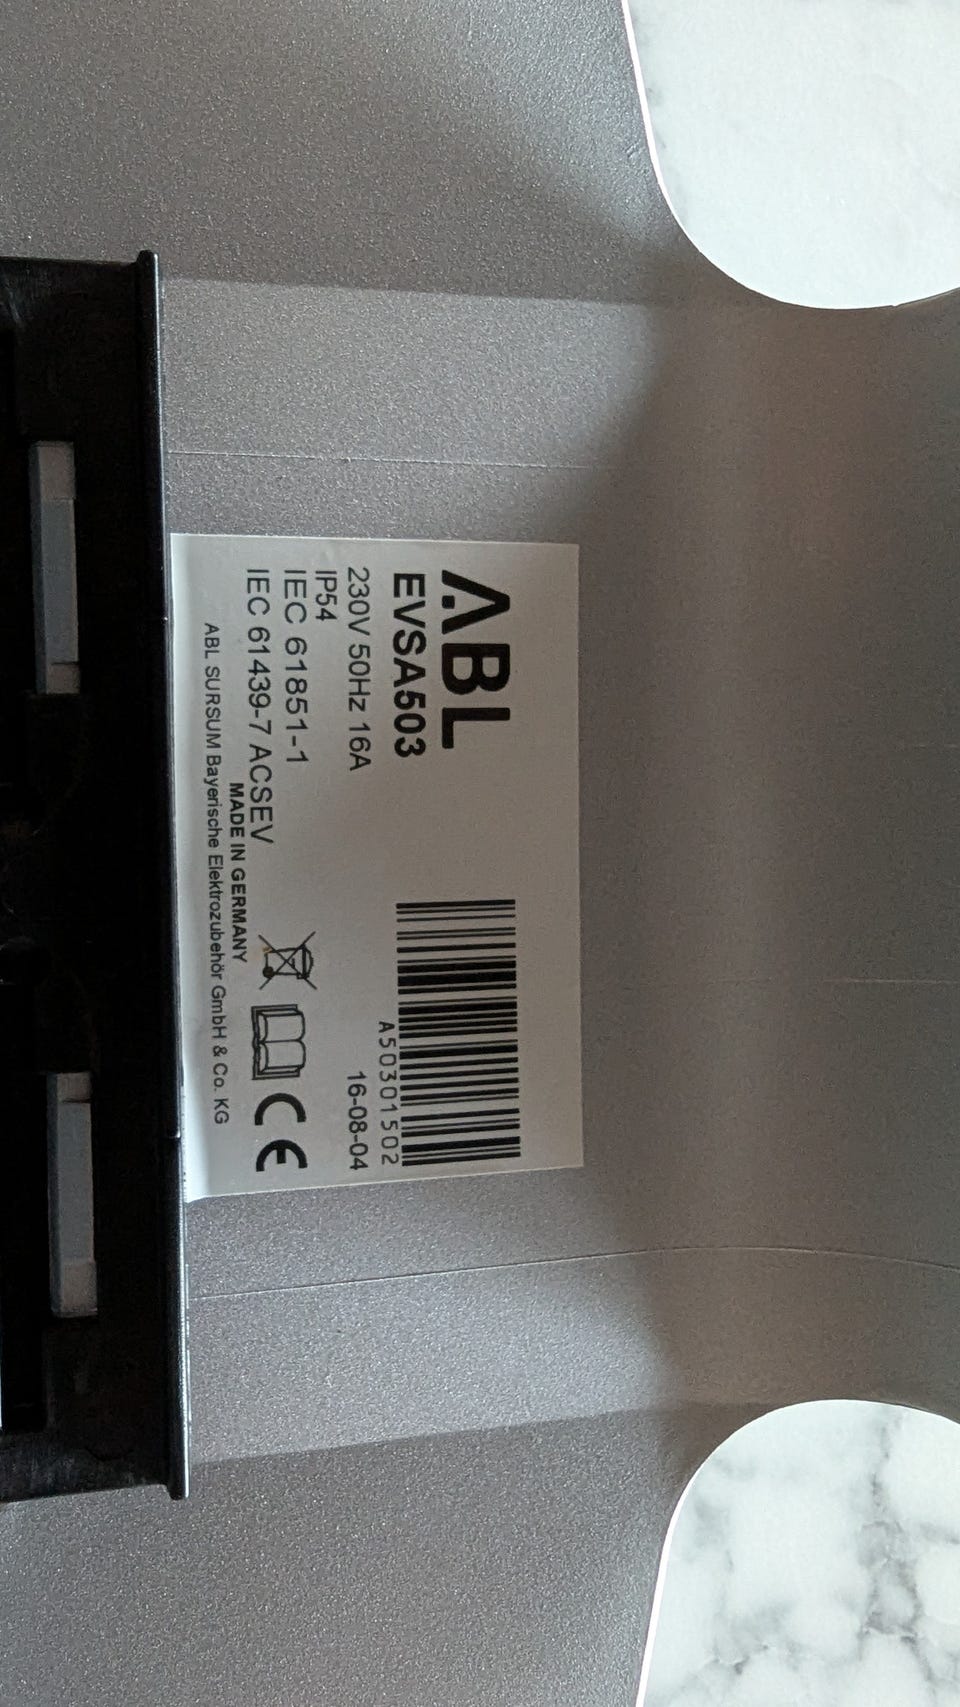 ABL
EVSA503
230V 50Hz 16A
IP54
IEC 61851-1
IEC 61439-7 ACSEV
A50301502
16-08-04
CE
MADE IN GERMANY
ABL SURSUM Bayerische Elektrozubehör GmbH & Co. KG